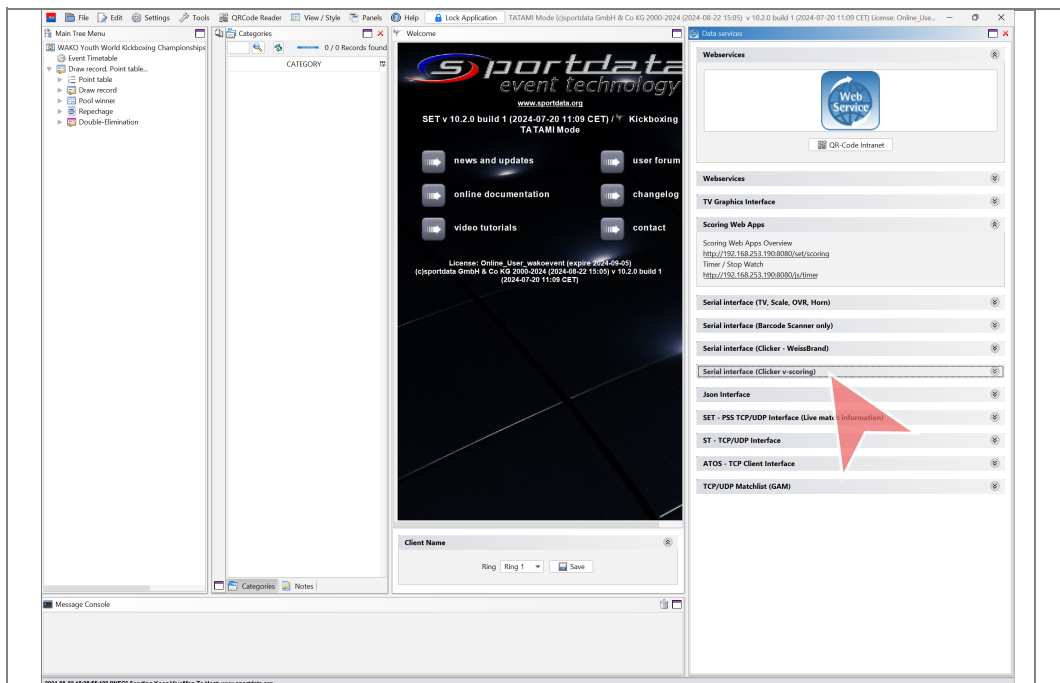 File Edit Settings Tools QRCode Reader View / Style Panels Help Lock Application TATAMI Mode (c)sportdata GmbH & Co KG 2000-2024 (2024-08-22 15:05) v 10.2.0 build 1 (2024-07-20 11:09 CET) License: Online_Use...
Main Tree Menu
WAKO Youth World Kickboxing Championships
Event Timetable
Draw record, Point table...
Point table
Draw record
Pool winner
Repechage
Double-Elimination
Categories
0 / 0 Records found
CATEGORY
Categories Notes
Welcome
sportdata
event technology
www.sportdata.org
SET v 10.2.0 build 1 (2024-07-20 11:09 CET) / Kickboxing
TATAMI Mode
news and updates user forum
online documentation changelog
video tutorials contact
License: Online_User_wakoevent (expire 2024-09-05)
(c)sportdata GmbH & Co KG 2000-2024 (2024-08-22 15:05) v 10.2.0 build 1
(2024-07-20 11:09 CET)
Client Name
Ring Ring 1 Save
Data services
Webservices
Web
Service
QR-Code Intranet
Webservices
TV Graphics Interface
Scoring Web Apps
Scoring Web Apps Overview
http://192.168.253.190:8080/set/scoring
Timer / Stop Watch
http://192.168.253.190:8080/js/timer
Serial interface (TV, Scale, OVR, Horn)
Serial interface (Barcode Scanner only)
Serial interface (Clicker - WeissBrand)
Serial interface (Clicker v-scoring)
Json Interface
SET - PSS TCP/UDP Interface (Live match information)
ST - TCP/UDP Interface
ATOS - TCP Client Interface
TCP/UDP Matchlist (GAM)
Message Console